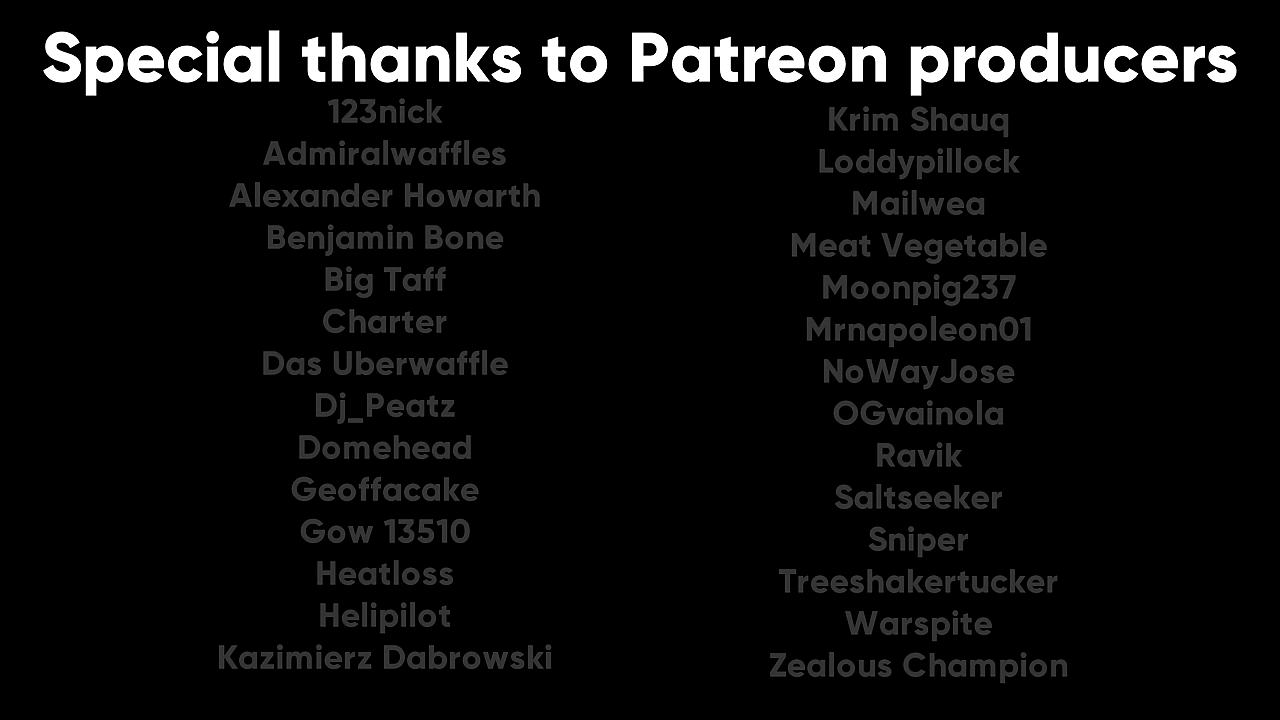 Special thanks to Patreon producers
123nick
Admiralwaffles
Alexander Howarth
Benjamin Bone
Big Taff
Charter
Das Uberwaffle
Dj_Peatz
Domehead
Geoffacake
Gow 13510
Heatloss
Helipilot
Kazimierz Dabrowski
Krim Shauq
Loddypillock
Mailwea
Meat Vegetable
Moonpig237
Mrnapoleon01
NoWayJose
OGvainola
Ravik
Saltseeker
Sniper
Treeshakertucker
Warspite
Zealous Champion